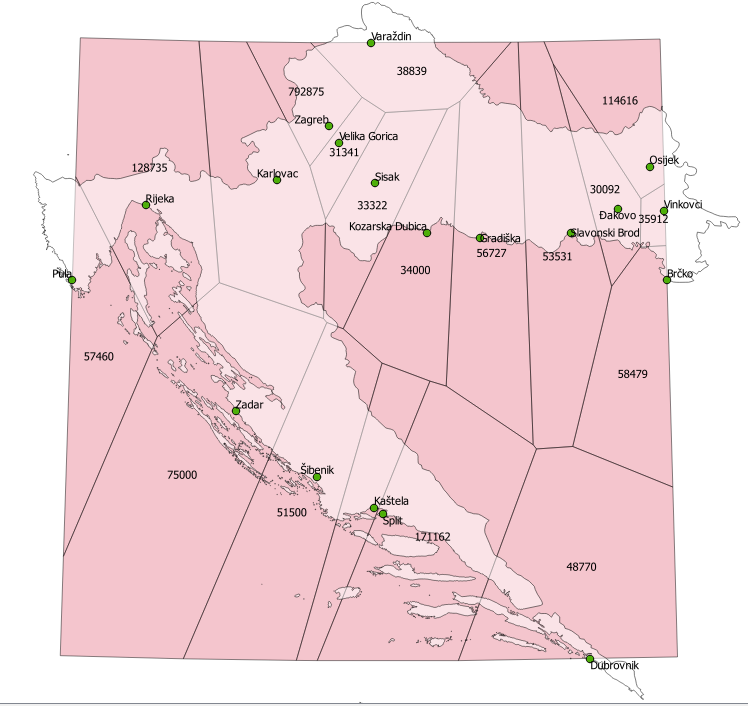 Varaždin
38839
792875
114616
Zagreb
Velika Gorica
31341
Osijek
128735
Karlovac
Sisak
30092
Rijeka
33322
Đakovo
35912
Vinkovci
Kozarska Dubica
Gradiška
Slavonski Brod
56727
53531
34000
Pula
Brčko
57460
58479
Zadar
Šibenik
75000
Kaštela
51500
Split
171162
48770
Dubrovnik